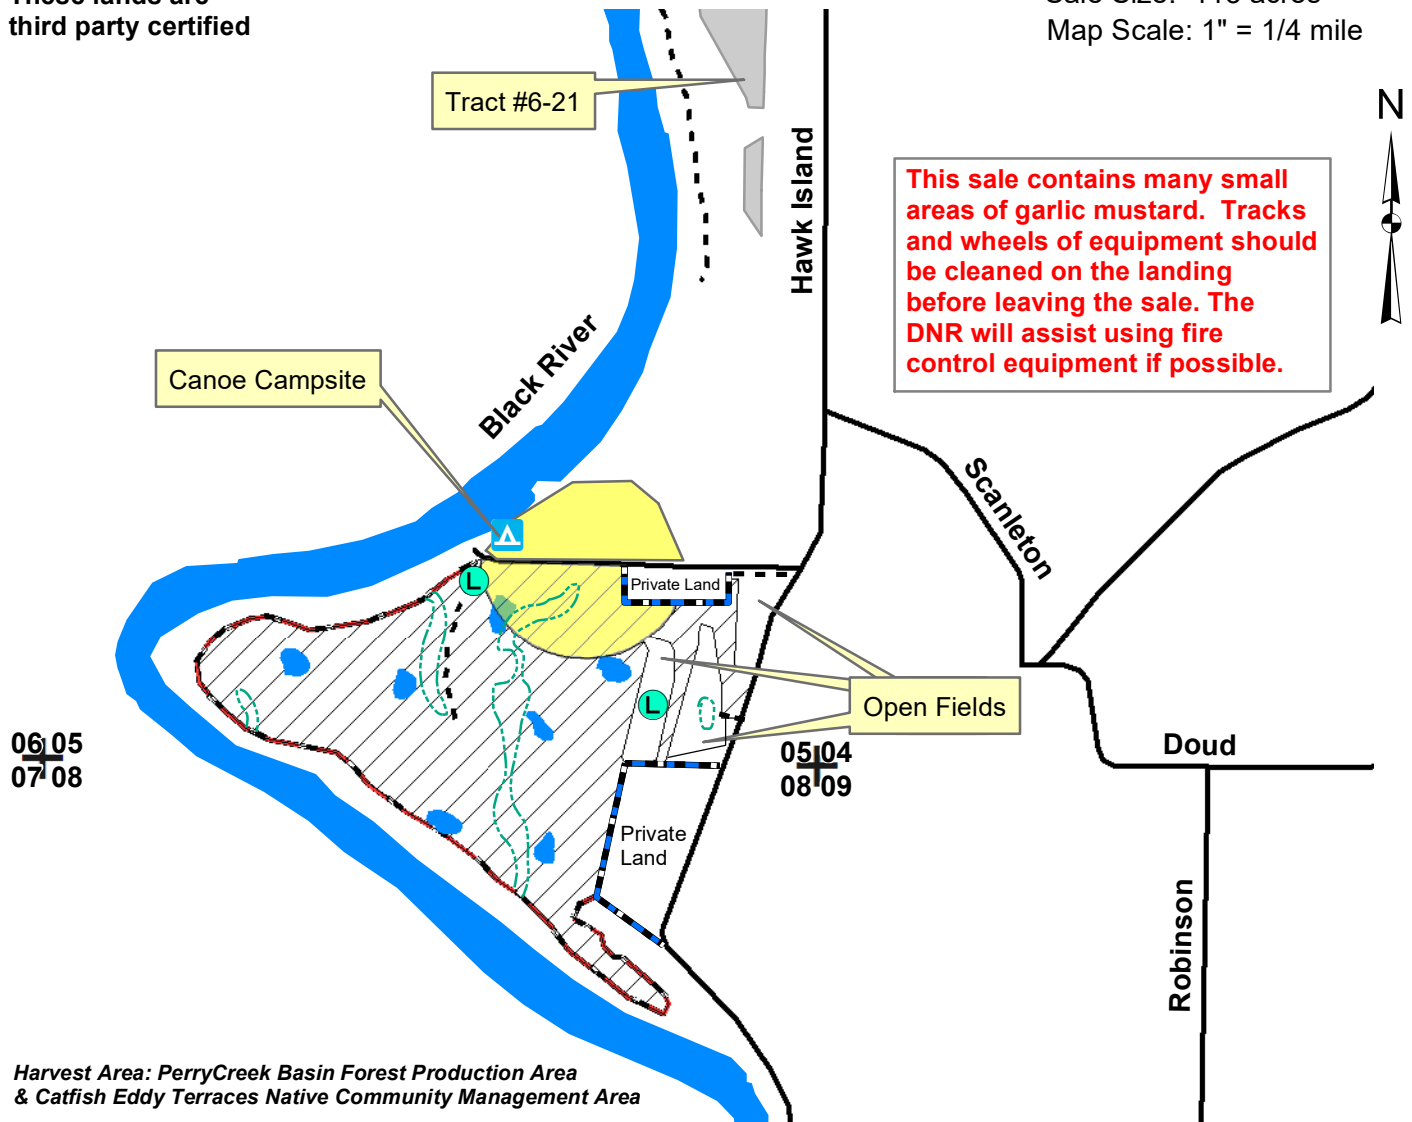 third party certified
Map Scale: 1" = 1/4 mile
Tract #6-21
N
Hawk Island
This sale contains many small
areas of garlic mustard. Tracks
and wheels of equipment should
be cleaned on the landing
before leaving the sale. The
DNR will assist using fire
control equipment if possible.
Black River
Canoe Campsite
Scanleton
L
Private Land
L
Open Fields
06 05
07 08
05 04
08 09
Doud
Private
Land
Robinson
Harvest Area: PerryCreek Basin Forest Production Area
& Catfish Eddy Terraces Native Community Management Area